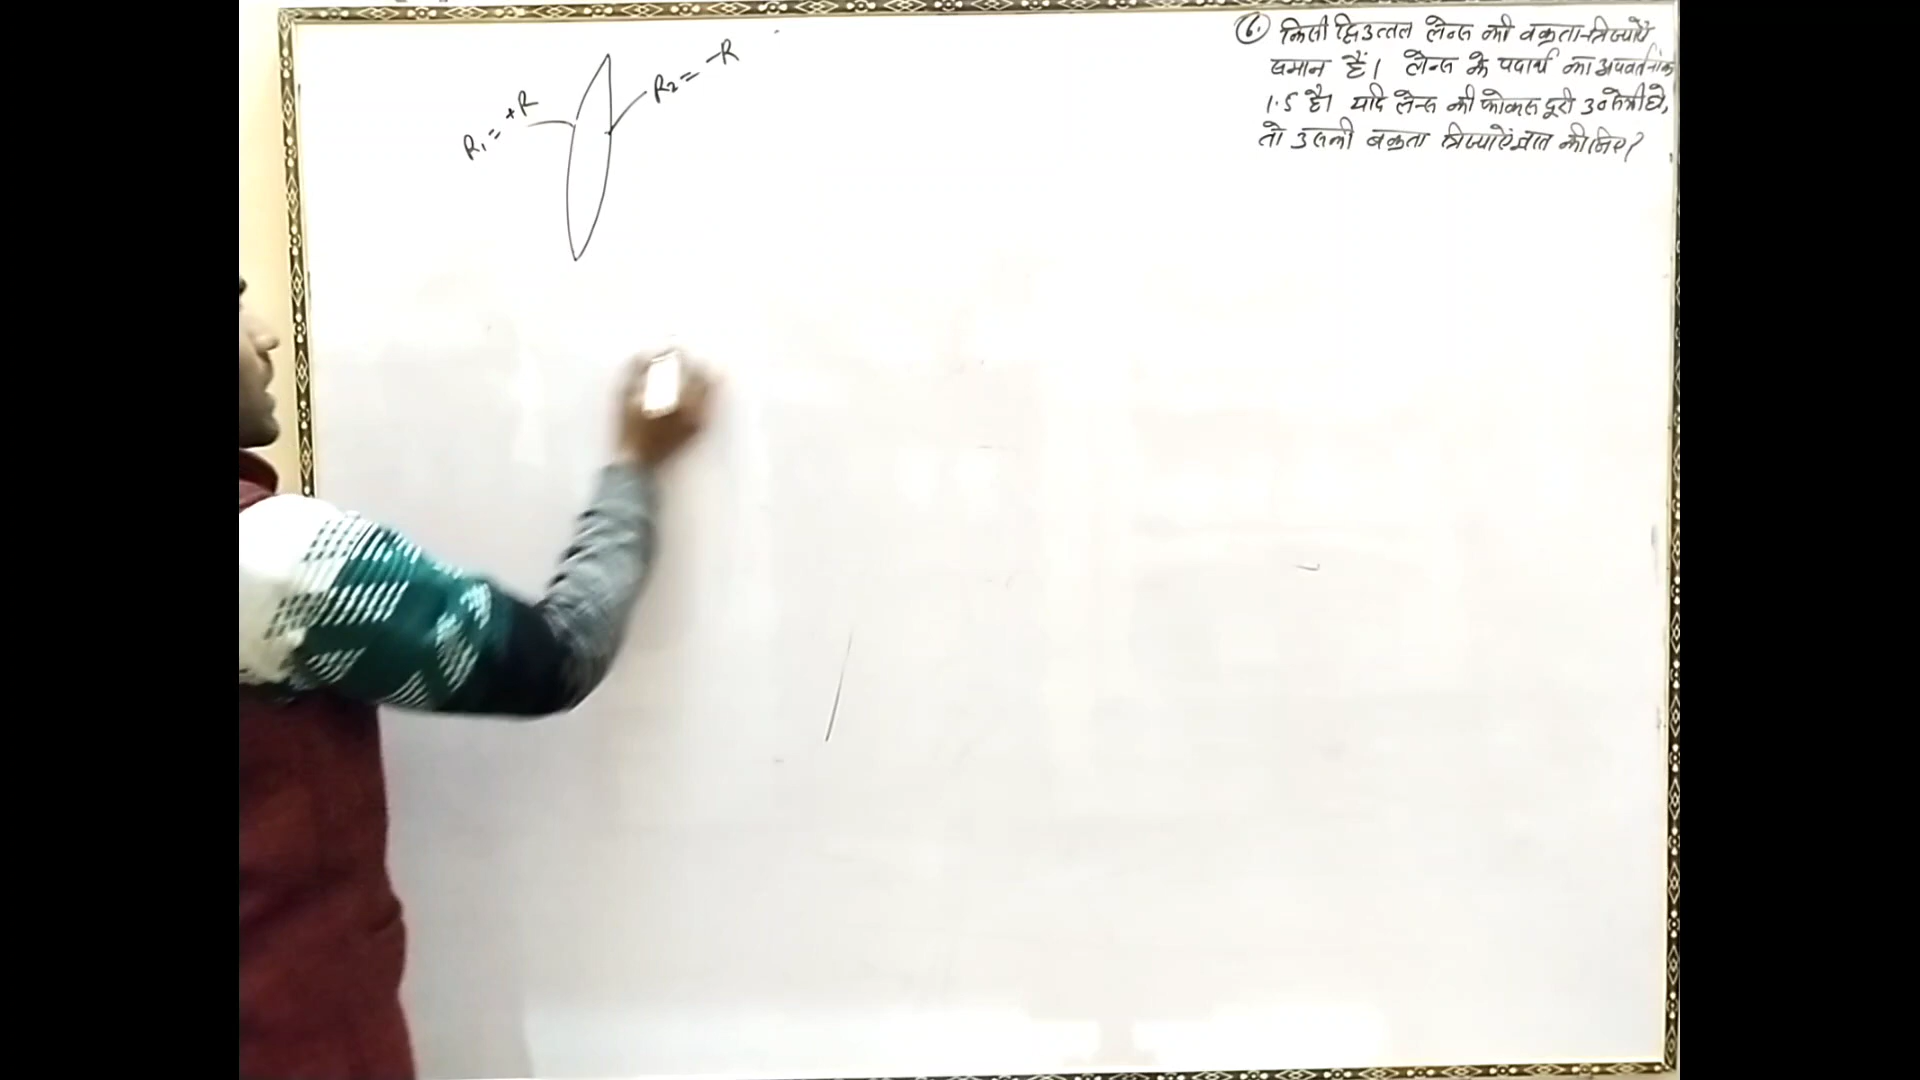 R₁ = +R
R₂ = -R
6. किसी द्विउत्तल लेन्स की वक्रता-त्रिज्यायें
समान हैं। लेन्स के पदार्थ का अपवर्तनांक
1.5 है। यदि लेन्स की फोकस दूरी 30 सेमी हो,
तो उसकी वक्रता त्रिज्याऐं ज्ञात कीजिए?